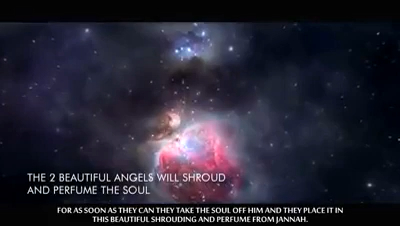 THE 2 BEAUTIFUL ANGELS WILL SHROUD
AND PERFUME THE SOUL
FOR AS SOON AS THEY CAN THEY TAKE THE SOUL OFF HIM AND THEY PLACE IT IN
THIS BEAUTIFUL SHROUDING AND PERFUME FROM JANNAH.